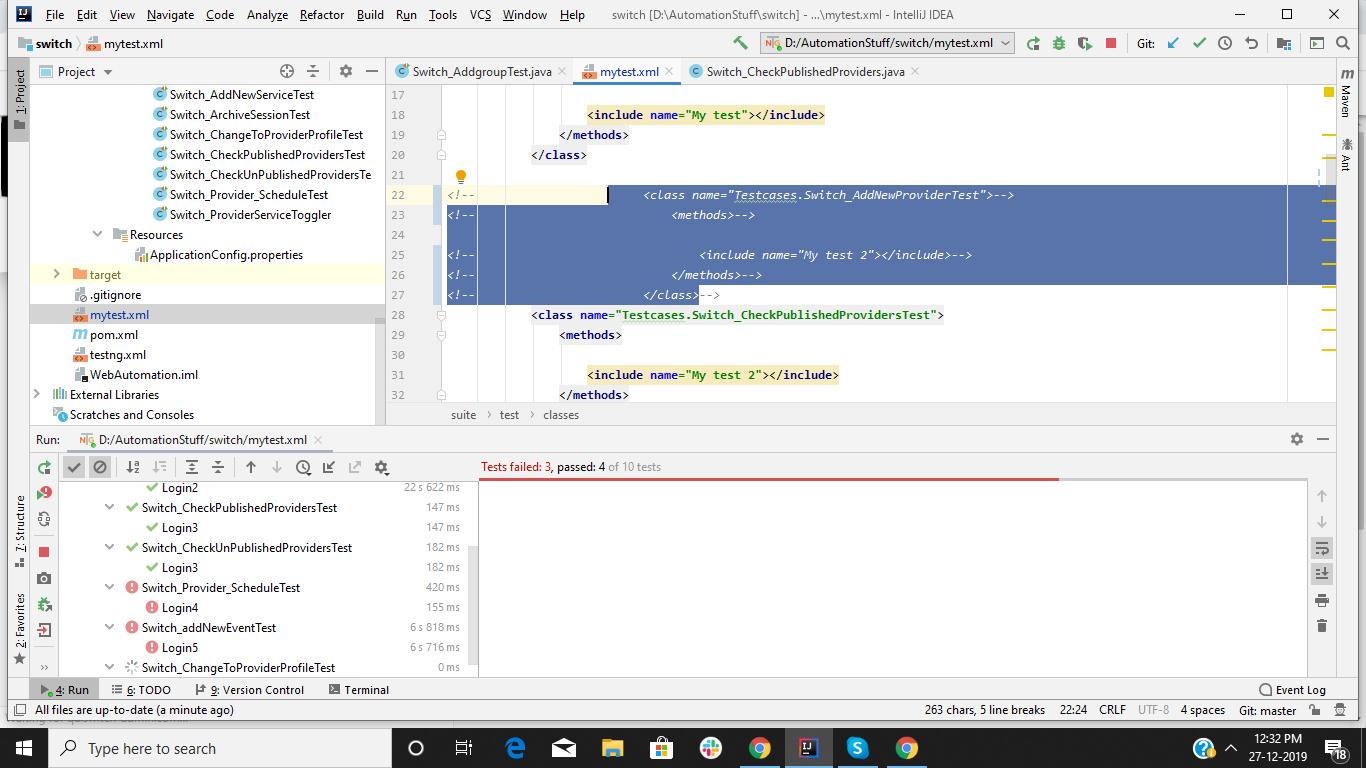 File Edit View Navigate Code Analyze Refactor Build Run Tools VCS Window Help switch [D:\AutomationStuff\switch] - ...\mytest.xml - IntelliJ IDEA
switch mytest.xml D:/AutomationStuff/switch/mytest.xml Git:
1: Project
Project
Switch_AddgroupTest.java mytest.xml Switch_CheckPublishedProviders.java
Switch_AddNewServiceTest
Switch_ArchiveSessionTest
Switch_ChangeToProviderProfileTest
Switch_CheckPublishedProvidersTest
Switch_CheckUnPublishedProvidersTe
Switch_Provider_ScheduleTest
Switch_ProviderServiceToggler
Resources
ApplicationConfig.properties
target
.gitignore
mytest.xml
pom.xml
testng.xml
WebAutomation.iml
External Libraries
Scratches and Consoles
17
18 <include name="My test"></include>
19 </methods>
20 </class>
21
22 <!-- <class name="Testcases.Switch_AddNewProviderTest">-->
23 <!-- <methods>-->
24
25 <!-- <include name="My test 2"></include>-->
26 <!-- </methods>-->
27 <!-- </class>-->
28 <class name="Testcases.Switch_CheckPublishedProvidersTest">
29 <methods>
30
31 <include name="My test 2"></include>
32 </methods>
suite › test › classes
m Maven
Ant
Run: D:/AutomationStuff/switch/mytest.xml
Tests failed: 3, passed: 4 of 10 tests
Login2 22 s 622 ms
Switch_CheckPublishedProvidersTest 147 ms
Login3 147 ms
Switch_CheckUnPublishedProvidersTest 182 ms
Login3 182 ms
Switch_Provider_ScheduleTest 420 ms
Login4 155 ms
Switch_addNewEventTest 6 s 818 ms
Login5 6 s 716 ms
Switch_ChangeToProviderProfileTest 0 ms
7: Structure
2: Favorites
4: Run 6: TODO 9: Version Control Terminal Event Log
All files are up-to-date (a minute ago) 263 chars, 5 line breaks 22:24 CRLF UTF-8 4 spaces Git: master
Type here to search
12:32 PM
27-12-2019
18